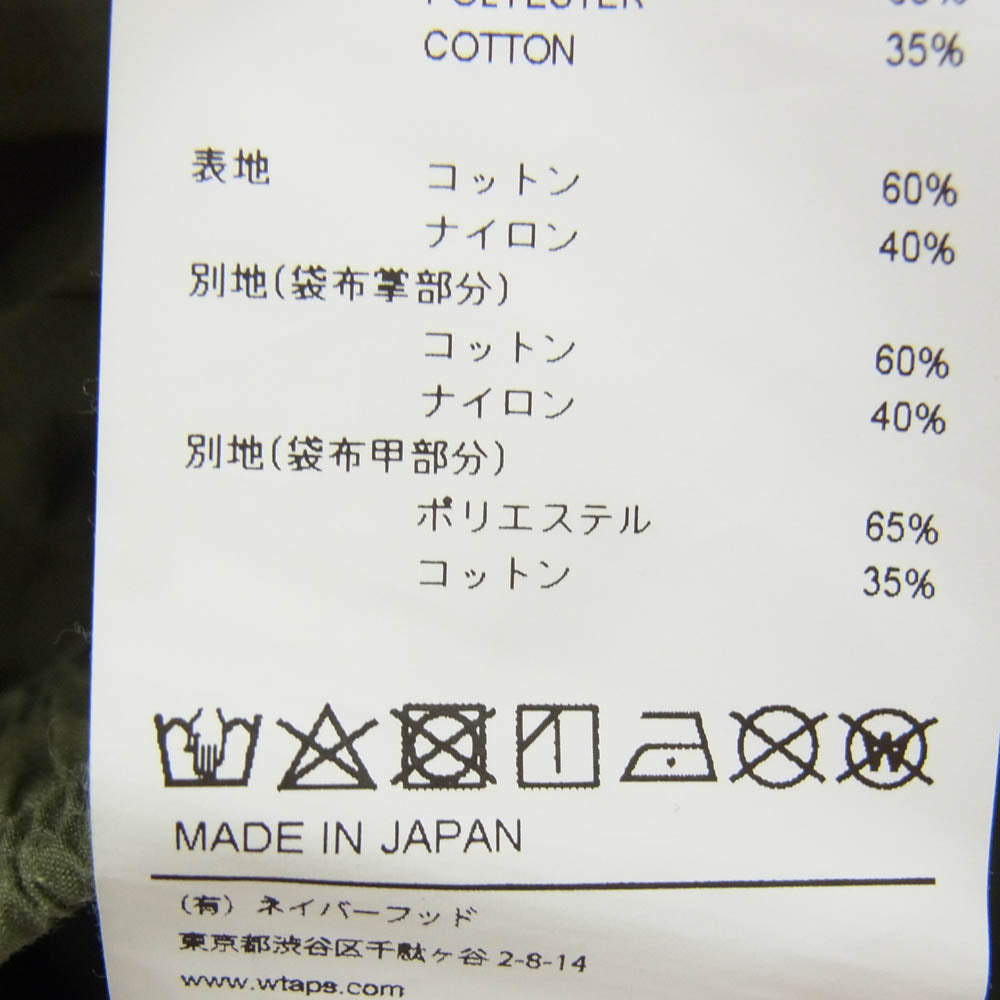 POLYESTER 65%
COTTON 35%
表地 コットン 60%
ナイロン 40%
別地(袋布掌部分)
コットン 60%
ナイロン 40%
別地(袋布甲部分)
ポリエステル 65%
コットン 35%
W
MADE IN JAPAN
(有) ネイバーフッド
東京都渋谷区千駄ヶ谷 2-8-14
www.wtaps.com